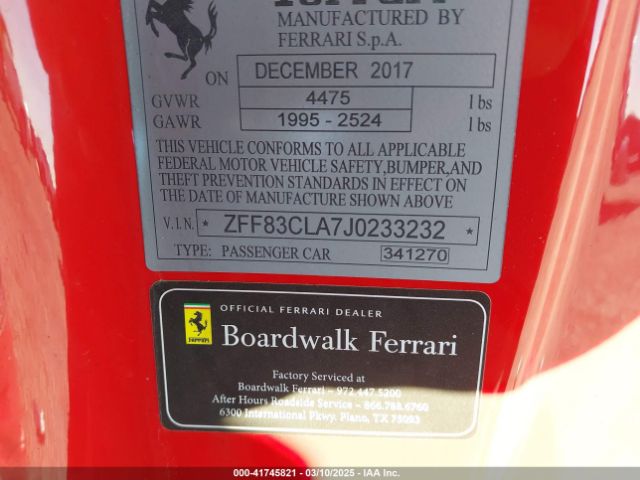 MANUFACTURED BY
FERRARI S.p.A.
ON DECEMBER 2017
GVWR 4475 lbs
GAWR 1995 - 2524 lbs
THIS VEHICLE CONFORMS TO ALL APPLICABLE
FEDERAL MOTOR VEHICLE SAFETY,BUMPER,AND
THEFT PREVENTION STANDARDS IN EFFECT ON
THE DATE OF MANUFACTURE SHOWN ABOVE
V.I.N. * ZFF83CLA7J0233232 *
TYPE: PASSENGER CAR 341270
OFFICIAL FERRARI DEALER
Ferrari
Boardwalk Ferrari
Factory Serviced at
Boardwalk Ferrari ~ 972.447.5200
After Hours Roadside Service ~ 866.788.6760
6300 International Pkwy. Plano, TX 75093
000-41745821 - 03/10/2025 - IAA Inc.